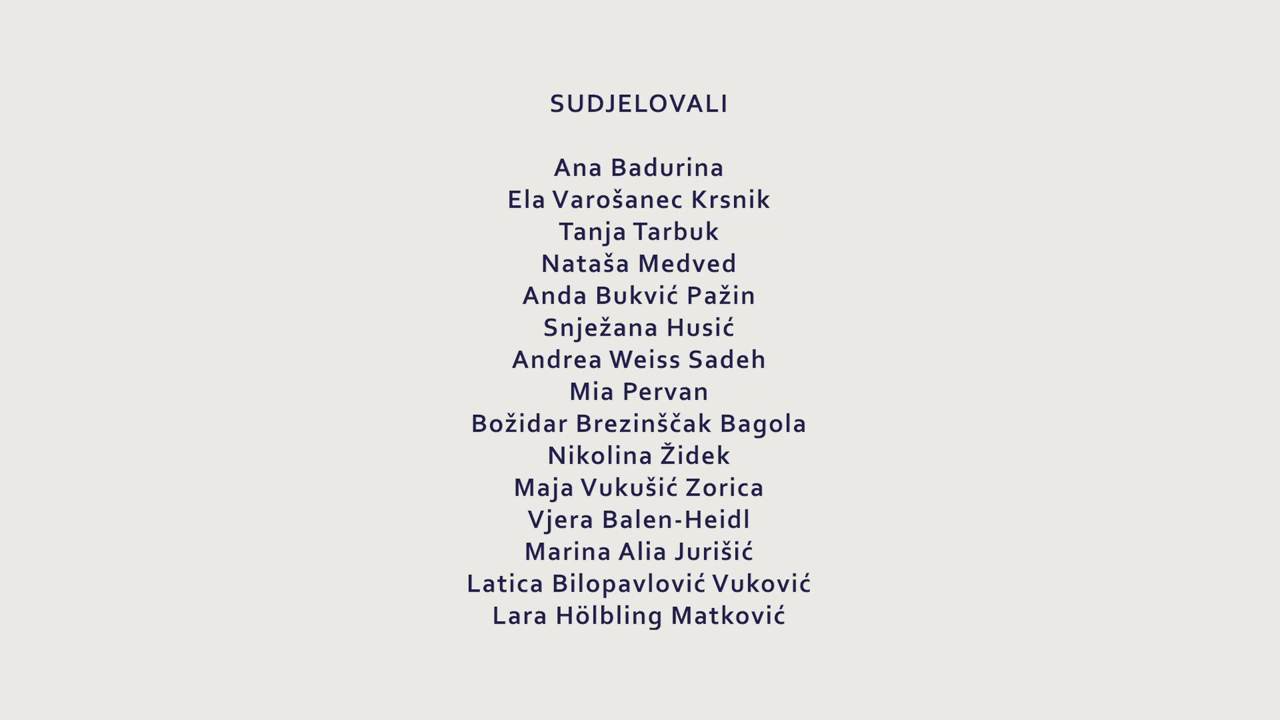 SUDJELOVALI
Ana Badurina
Ela Varošanec Krsnik
Tanja Tarbuk
Nataša Medved
Anda Bukvić Pažin
Snježana Husić
Andrea Weiss Sadeh
Mia Pervan
Božidar Brezinščak Bagola
Nikolina Židek
Maja Vukušić Zorica
Vjera Balen-Heidl
Marina Alia Jurišić
Latica Bilopavlović Vuković
Lara Hölbling Matković